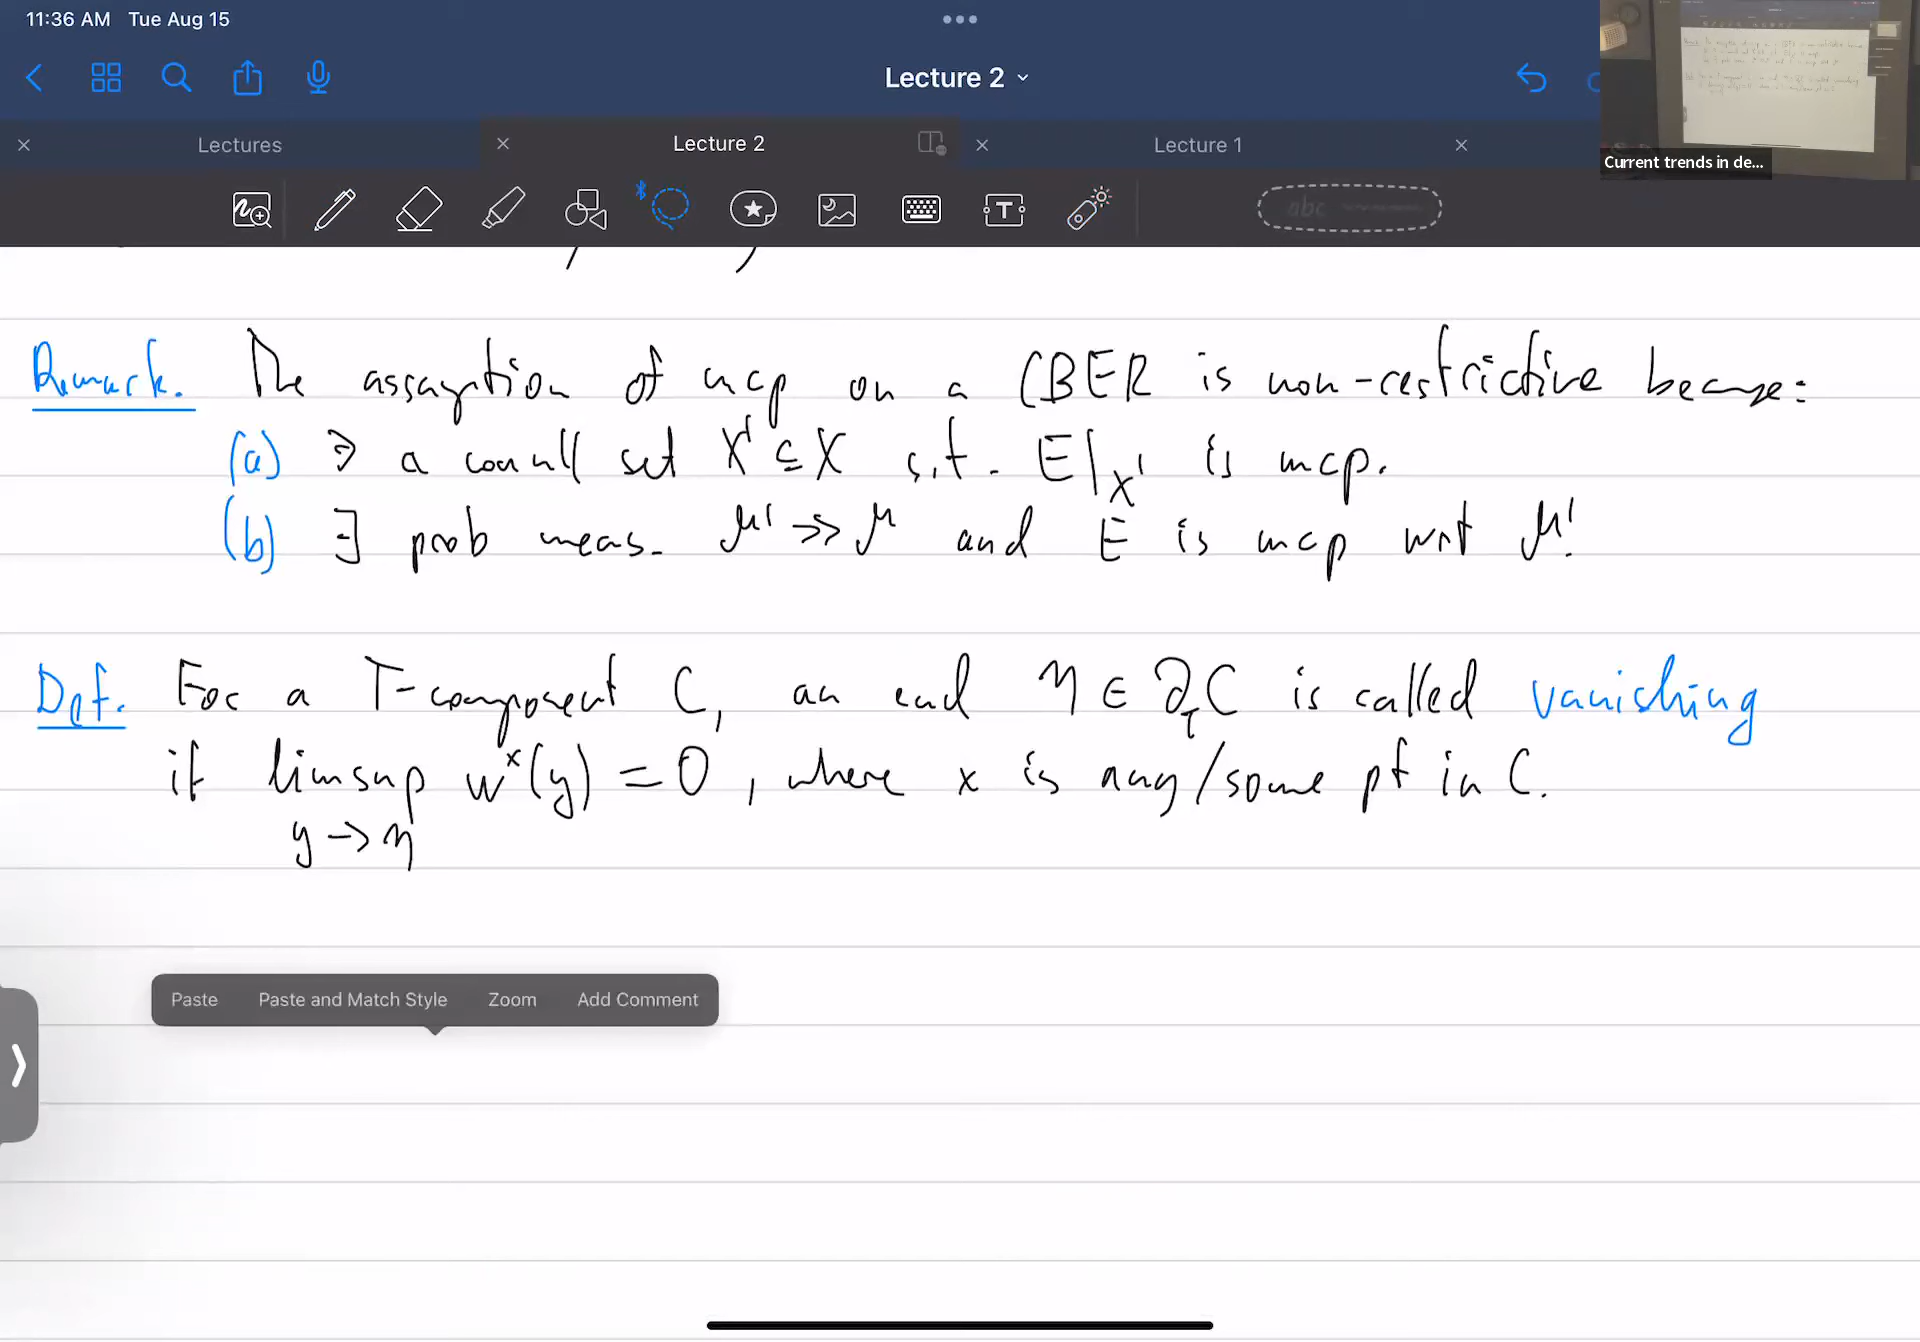 11:36 AM Tue Aug 15
Lecture 2
Lectures
Lecture 2
Lecture 1
Current trends in de...
abc
Remark. The assumption of mcp on a CBER is non-restrictive because:
(a) ∃ a conull set X' ⊆ X s.t. E|_X' is mcp.
(b) ∃ prob meas. μ' >> μ and E is mcp wrt μ'.
Def. For a T-component C, an end η ∈ ∂_T C is called vanishing
if limsup w^x(y) = 0, where x is any/some pt in C.
y → η
Paste Paste and Match Style Zoom Add Comment